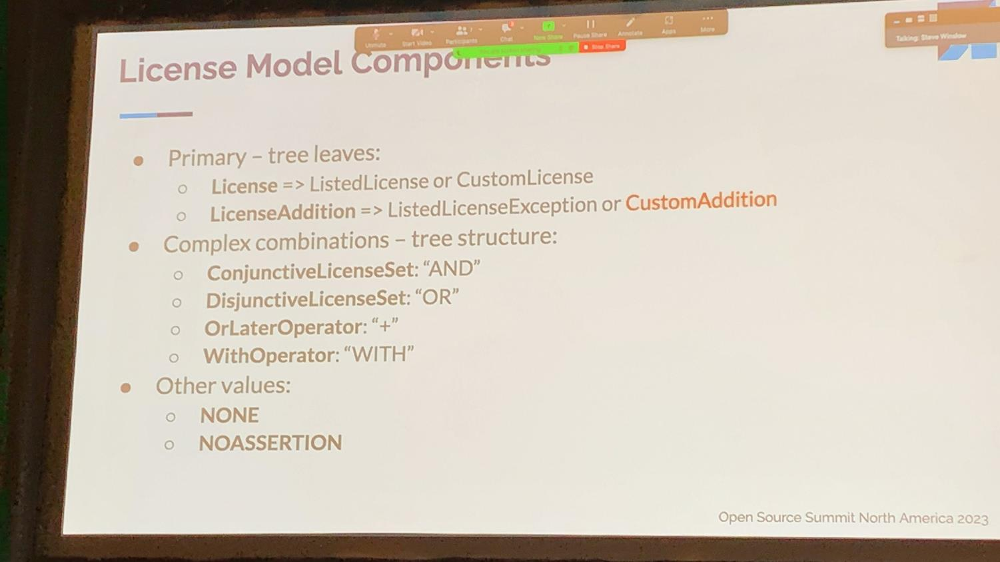 Unmute
Start Video
Participants
Chat
New Share
Pause Share
Annotate
Apps
More
Stop Share
Talking: Steve Winslow
License Model Components
● Primary – tree leaves:
○ License => ListedLicense or CustomLicense
○ LicenseAddition => ListedLicenseException or CustomAddition
● Complex combinations – tree structure:
○ ConjunctiveLicenseSet: “AND”
○ DisjunctiveLicenseSet: “OR”
○ OrLaterOperator: “+”
○ WithOperator: “WITH”
● Other values:
○ NONE
○ NOASSERTION
Open Source Summit North America 2023